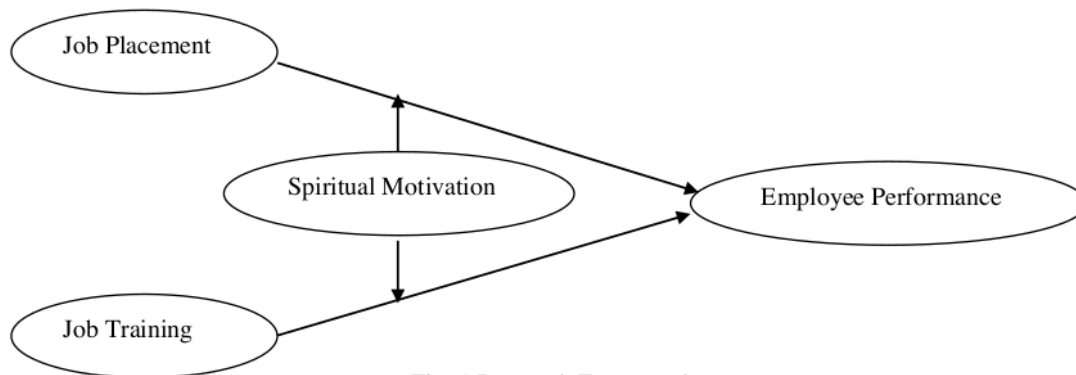 Job Placement
Spiritual Motivation
Employee Performance
Job Training